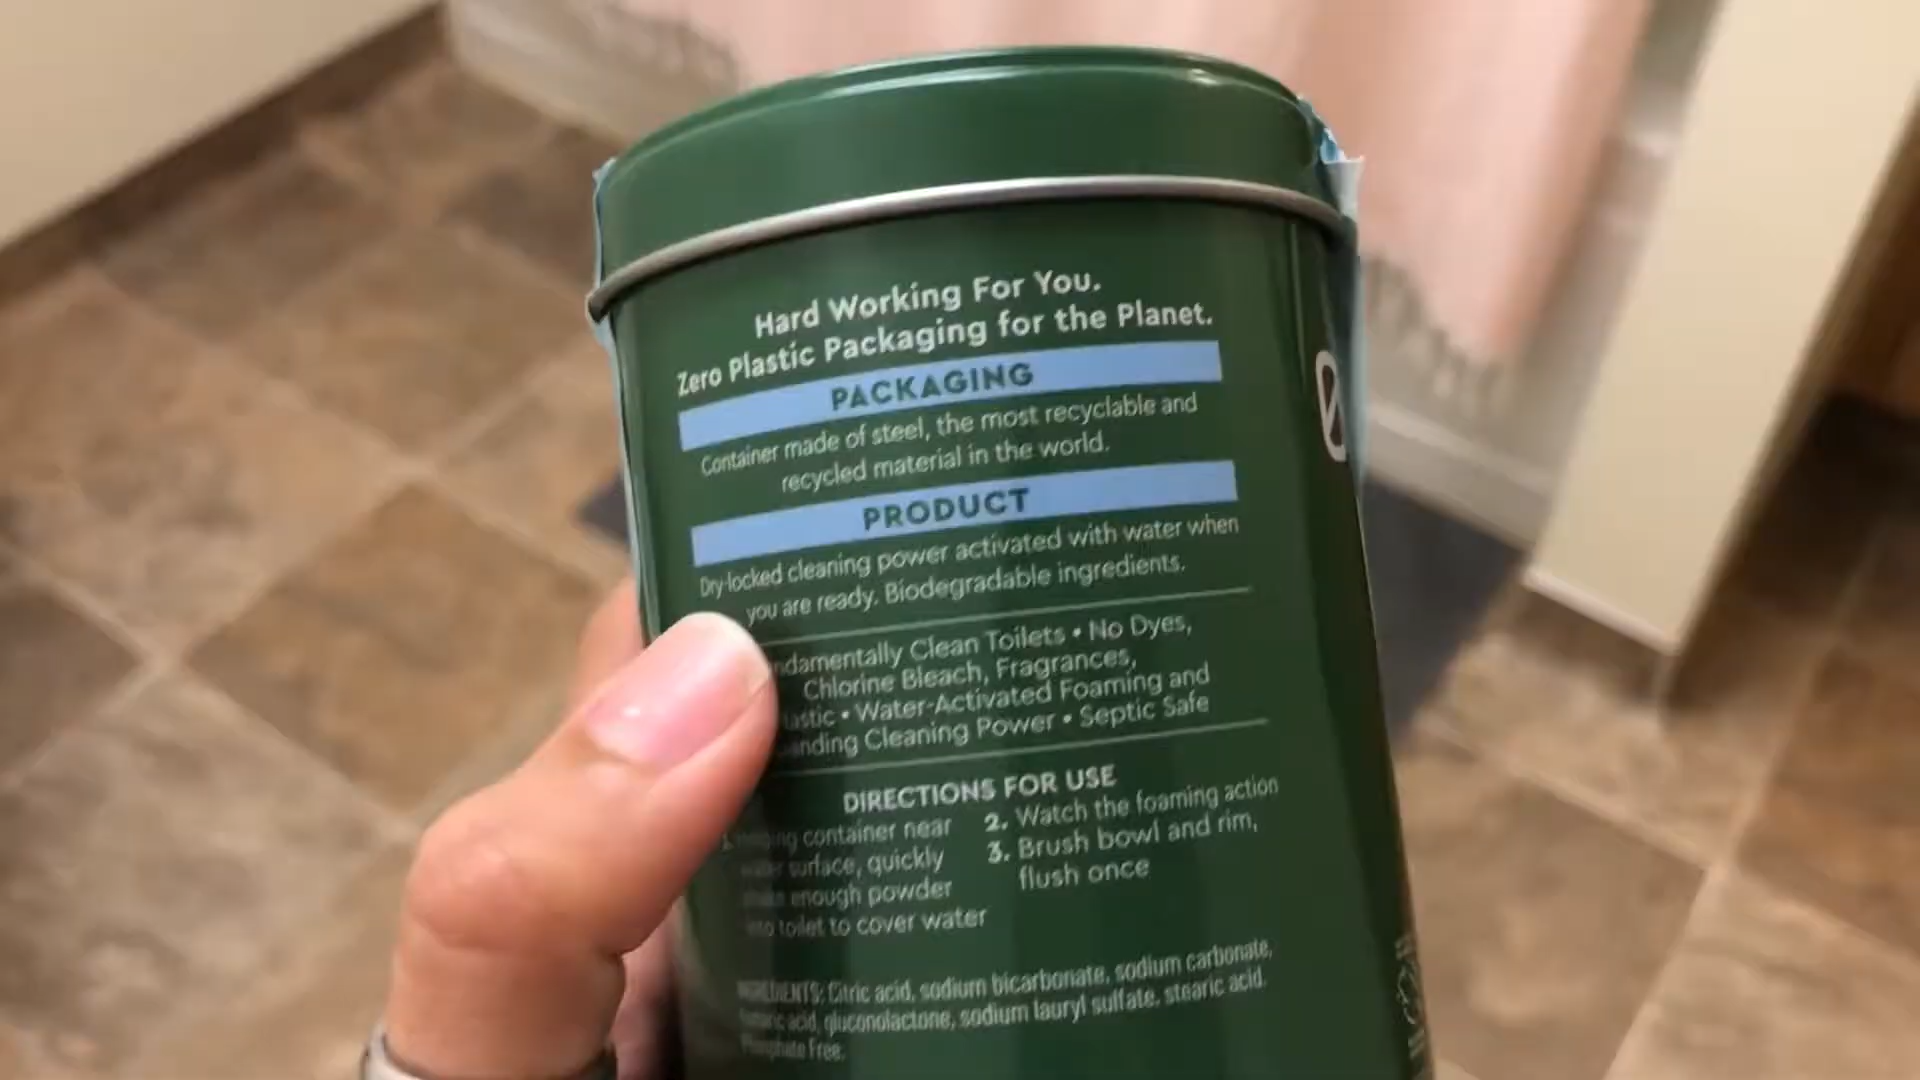 Hard Working For You.
Zero Plastic Packaging for the Planet.
PACKAGING
Container made of steel, the most recyclable and
recycled material in the world.
PRODUCT
Dry-locked cleaning power activated with water when
you are ready. Biodegradable ingredients.
Clean Toilets • No Dyes,
Chlorine Bleach, Fragrances,
• Water-Activated Foaming and
Cleaning Power • Septic Safe
DIRECTIONS FOR USE
container near
surface, quickly
enough powder
toilet to cover water
2. Watch the foaming action
3. Brush bowl and rim,
flush once
INGREDIENTS: Citric acid, sodium bicarbonate, sodium carbonate,
acid, gluconolactone, sodium lauryl sulfate, stearic acid.
Phosphate Free.